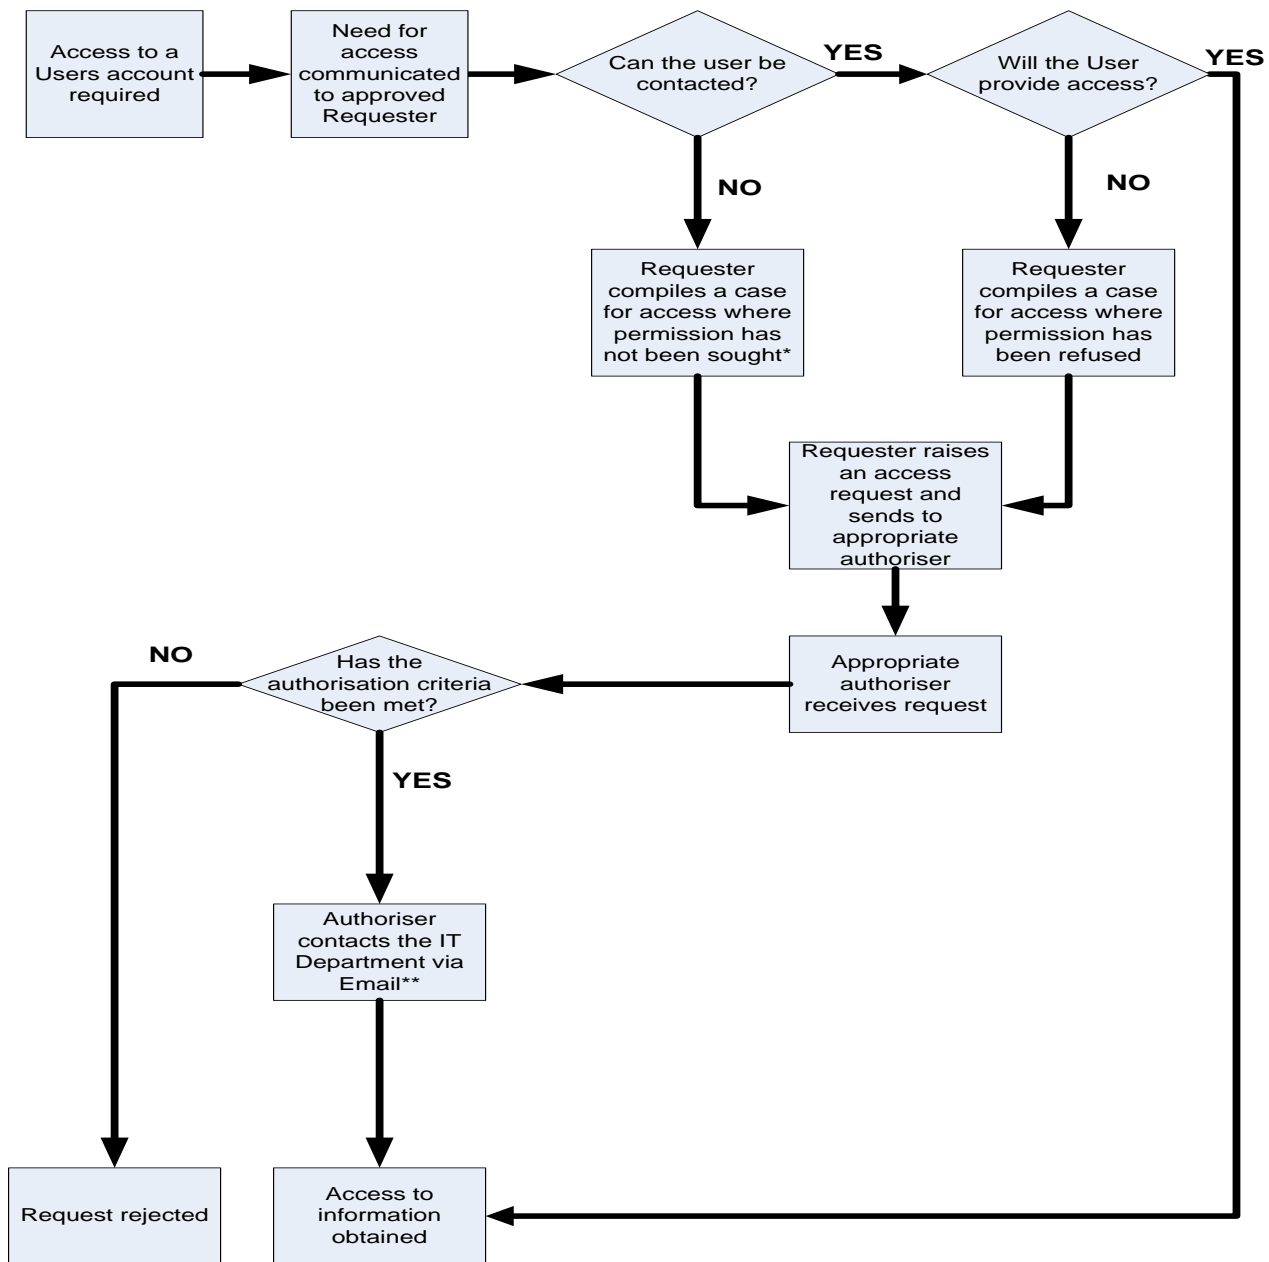 Access to a
Users account
required
Need for
access
communicated
to approved
Requester
Can the user be
contacted?
YES
Will the User
provide access?
YES
NO
NO
Requester
compiles a case
for access where
permission has
not been sought*
Requester
compiles a case
for access where
permission has
been refused
Requester raises
an access
request and
sends to
appropriate
authoriser
Appropriate
authoriser
receives request
Has the
authorisation criteria
been met?
NO
YES
Authoriser
contacts the IT
Department via
Email**
Request rejected
Access to
information
obtained